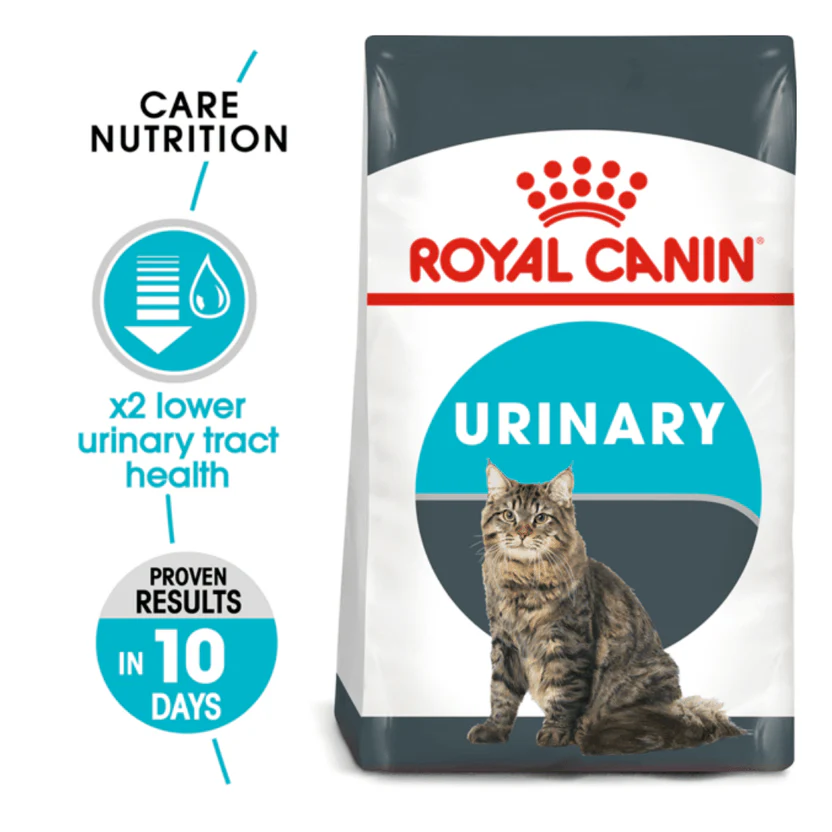 CARE
NUTRITION
x2 lower
urinary tract
health
PROVEN
RESULTS
IN 10
DAYS
ROYAL CANIN®
URINARY